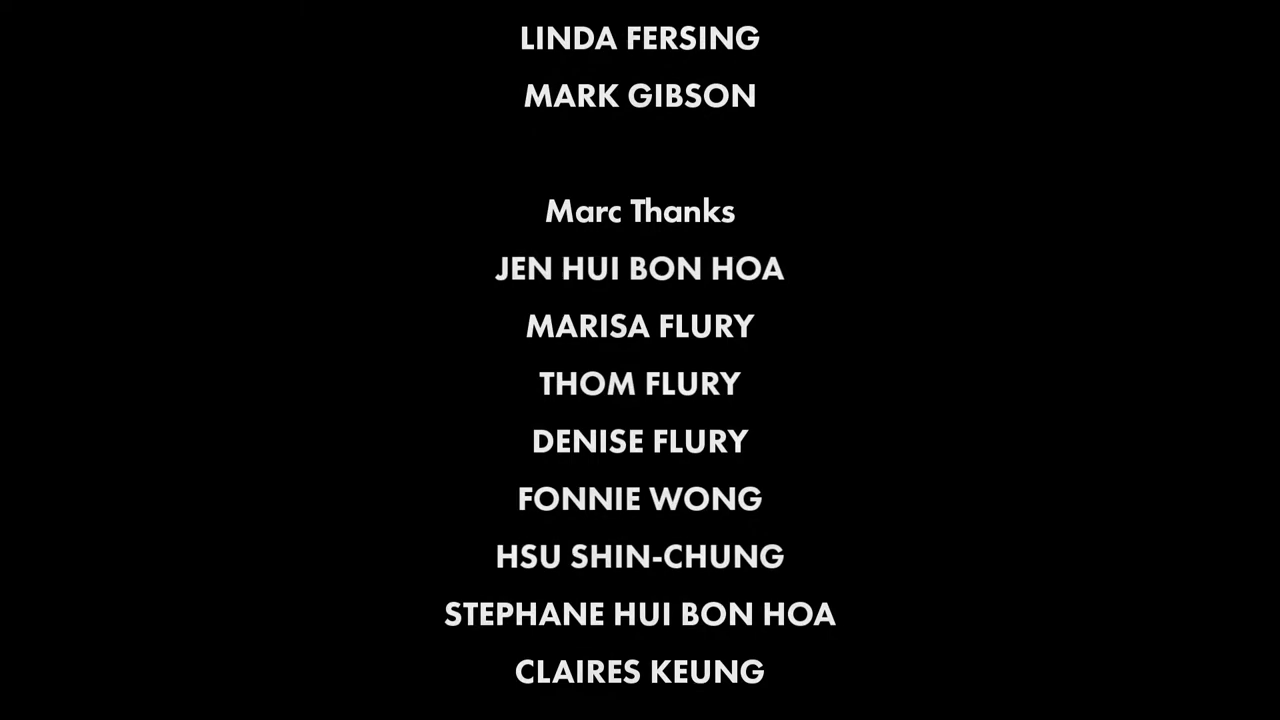 LINDA FERSING
MARK GIBSON
Marc Thanks
JEN HUI BON HOA
MARISA FLURY
THOM FLURY
DENISE FLURY
FONNIE WONG
HSU SHIN-CHUNG
STEPHANE HUI BON HOA
CLAIRES KEUNG